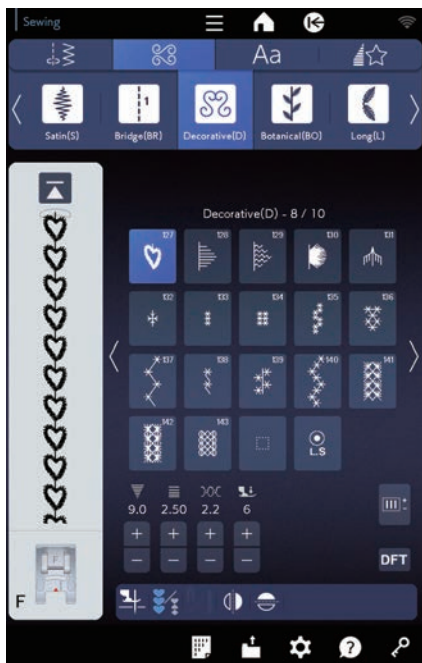 Sewing
Aa
Satin(S) Bridge(BR) Decorative(D) Botanical(BO) Long(L)
1
Decorative(D) - 8 / 10
127 128 129 130 131
132 133 134 135 136
137 138 139 140 141
142 143
L.S
9.0 2.50 2.2 6
+ + + +
− − − −
DFT
F
?